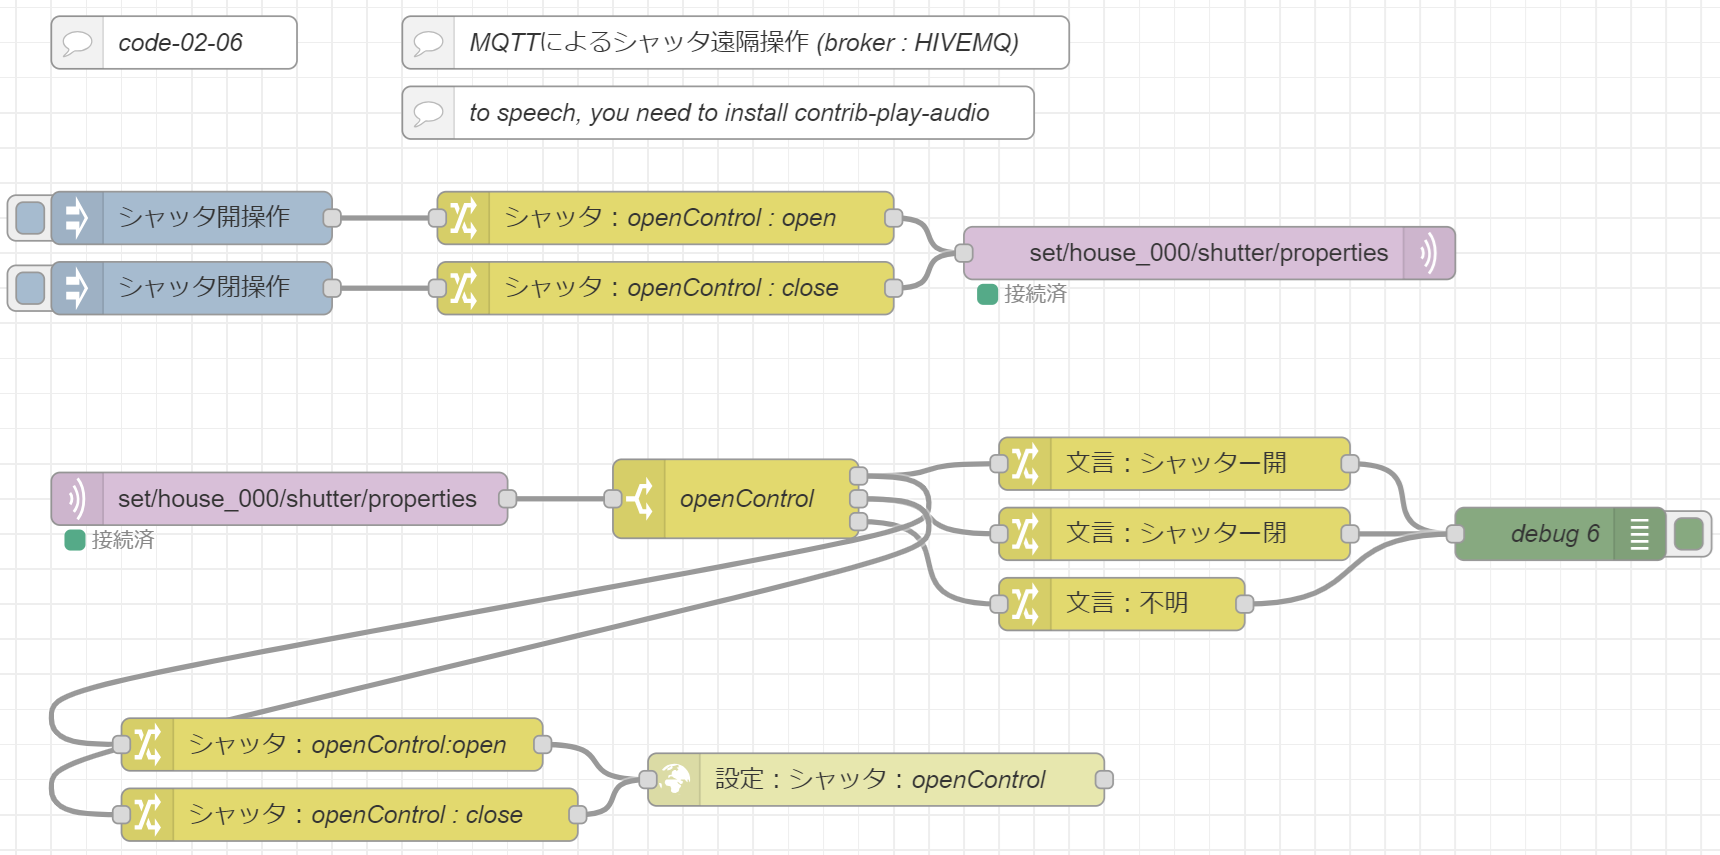 code-02-06
MQTTによるシャッタ遠隔操作 (broker : HIVEMQ)
to speech, you need to install contrib-play-audio
シャッタ開操作
シャッタ：openControl : open
set/house_000/shutter/properties
シャッタ閉操作
シャッタ：openControl : close
接続済
set/house_000/shutter/properties
接続済
openControl
文言：シャッター開
文言：シャッター閉
文言：不明
debug 6
シャッタ：openControl:open
シャッタ：openControl : close
設定：シャッタ：openControl